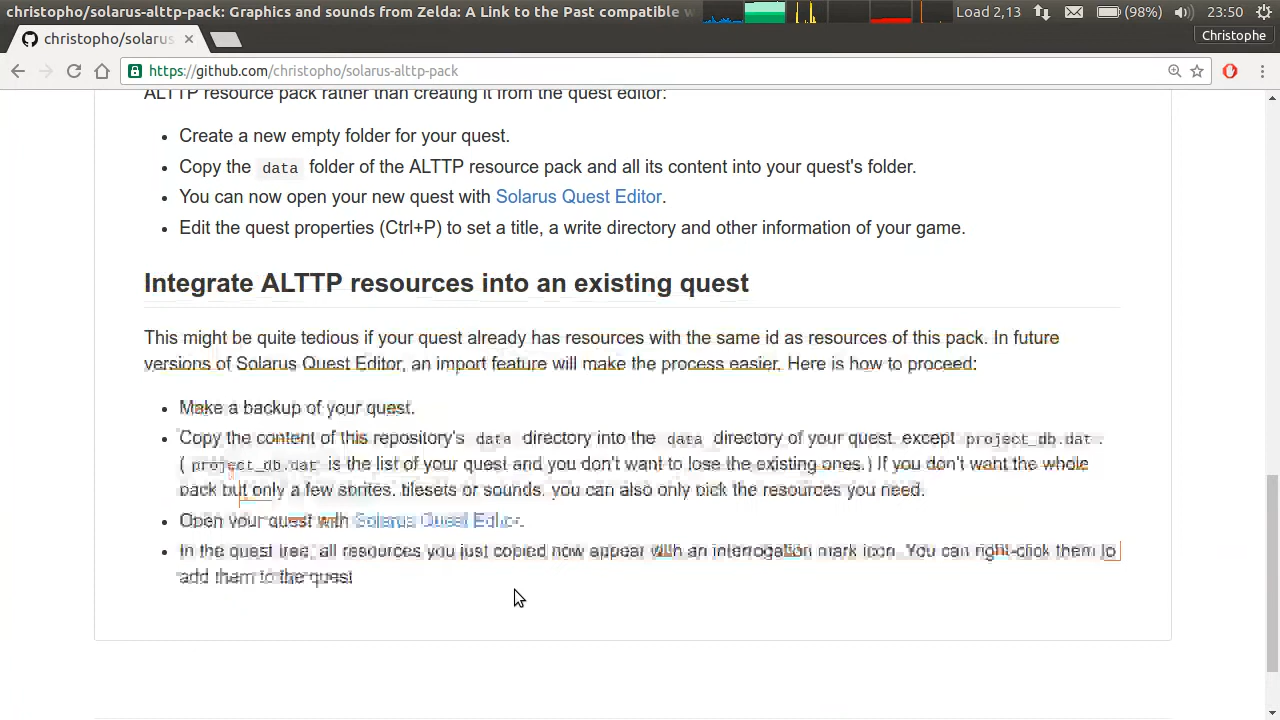 christopho/solarus-alttp-pack: Graphics and sounds from Zelda: A Link to the Past compatible
Load 2,13 (98%) 23:50
christopho/solarus
Christophe
https://github.com/christopho/solarus-alttp-pack
ALTTP resource pack rather than creating it from the quest editor:
• Create a new empty folder for your quest.
• Copy the data folder of the ALTTP resource pack and all its content into your quest's folder.
• You can now open your new quest with Solarus Quest Editor.
• Edit the quest properties (Ctrl+P) to set a title, a write directory and other information of your game.
Integrate ALTTP resources into an existing quest
This might be quite tedious if your quest already has resources with the same id as resources of this pack. In future
versions of Solarus Quest Editor, an import feature will make the process easier. Here is how to proceed:
• Make a backup of your quest.
• Copy the content of this repository's data directory into the data directory of your quest, except project_db.dat.
(project_db.dat is the list of your quest and you don't want to lose the existing ones.) If you don't want the whole
pack but only a few sprites, tilesets or sounds, you can also only pick the resources you need.
• Open your quest with Solarus Quest Editor.
• In the quest tree, all resources you just copied now appear with an interrogation mark icon. You can right-click them to
add them to the quest